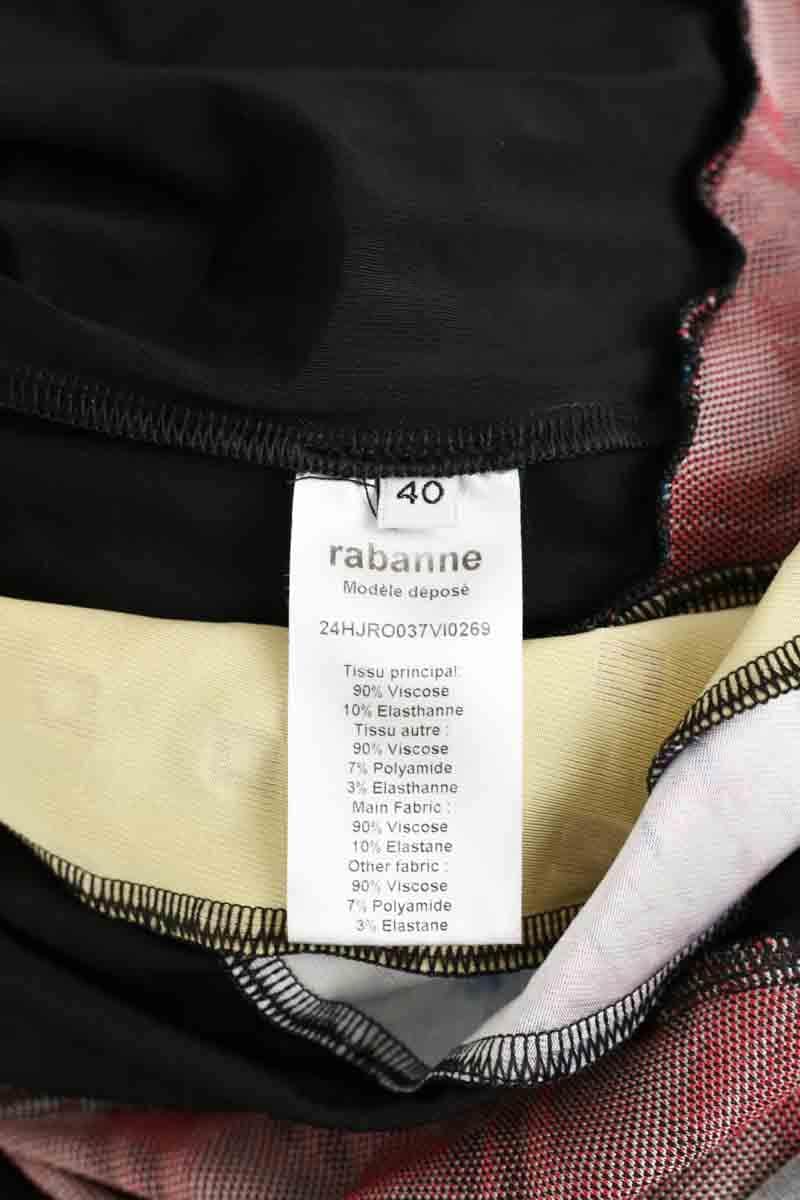 40
rabanne
Modèle déposé
24HJRO037VI0269
Tissu principal:
90% Viscose
10% Elasthanne
Tissu autre :
90% Viscose
7% Polyamide
3% Elasthanne
Main Fabric :
90% Viscose
10% Elastane
Other fabric :
90% Viscose
7% Polyamide
3% Elastane